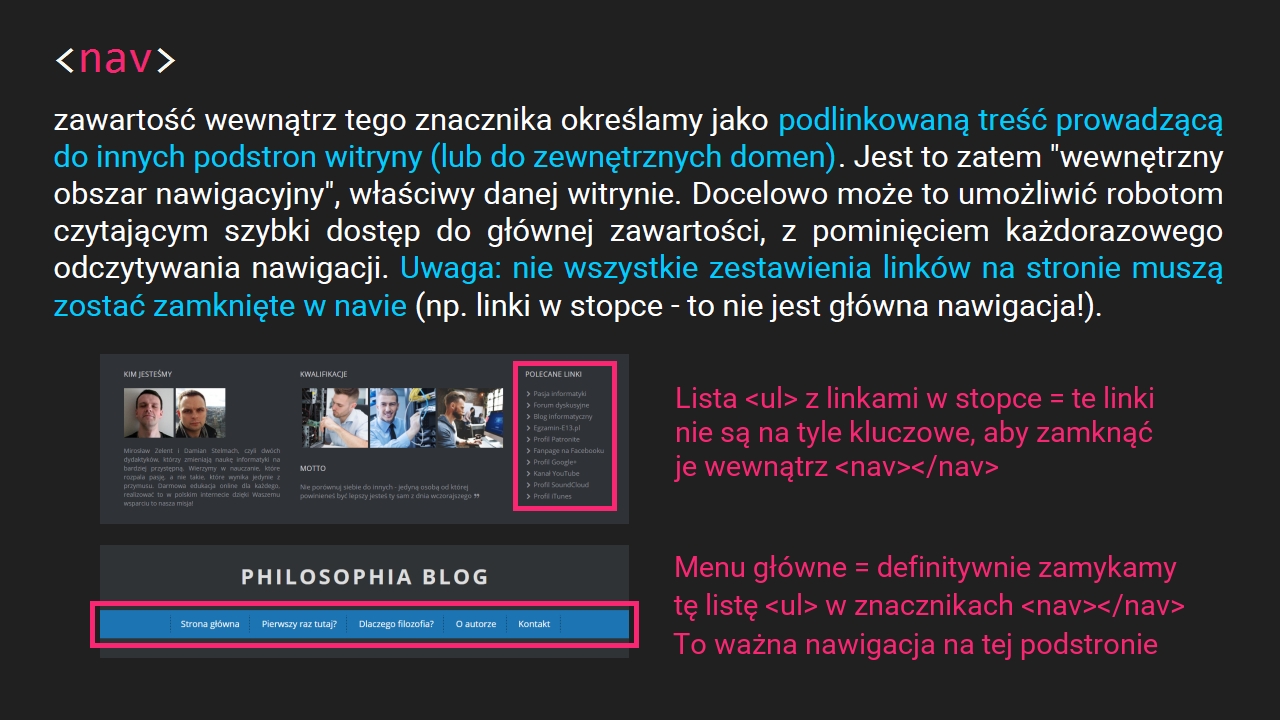 <nav>
zawartość wewnątrz tego znacznika określamy jako podlinkowaną treść prowadzącą
do innych podstron witryny (lub do zewnętrznych domen). Jest to zatem "wewnętrzny
obszar nawigacyjny", właściwy danej witrynie. Docelowo może to umożliwić robotom
czytającym szybki dostęp do głównej zawartości, z pominięciem każdorazowego
odczytywania nawigacji. Uwaga: nie wszystkie zestawienia linków na stronie muszą
zostać zamknięte w navie (np. linki w stopce - to nie jest główna nawigacja!).
KIM JESTEŚMY
Mirosław Zelent i Damian Stelmach, czyli dwóch
dydaktyków, którzy zmieniają naukę informatyki na
bardziej przystępną. Wierzymy w nauczanie, które
rozpala pasję, a nie takie, które wynika jedynie z
przymusu. Darmowa edukacja online dla każdego,
realizować to w polskim internecie dzięki Waszemu
wsparciu to nasza misja!
KWALIFIKACJE
MOTTO
Nie porównuj siebie do innych - jedyną osobą od której
powinieneś być lepszy jesteś ty sam z dnia wczorajszego ❞
POLECANE LINKI
Pasja informatyki
Forum dyskusyjne
Blog informatyczny
Egzamin-E13.pl
Profil Patronite
Fanpage na Facebooku
Profil Google+
Kanał YouTube
Profil SoundCloud
Profil iTunes
Lista <ul> z linkami w stopce = te linki
nie są na tyle kluczowe, aby zamknąć
je wewnątrz <nav></nav>
PHILOSOPHIA BLOG
Strona główna
Pierwszy raz tutaj?
Dlaczego filozofia?
O autorze
Kontakt
Menu główne = definitywnie zamykamy
tę listę <ul> w znacznikach <nav></nav>
To ważna nawigacja na tej podstronie